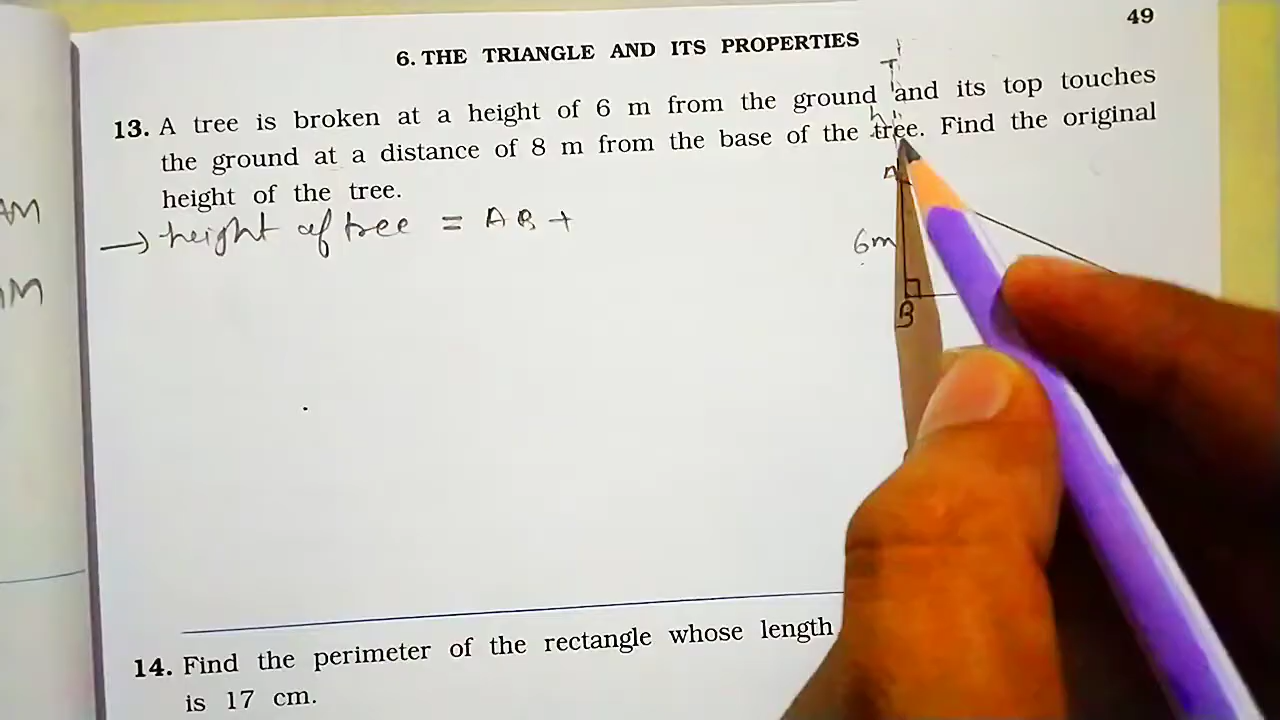 49
6. THE TRIANGLE AND ITS PROPERTIES
13. A tree is broken at a height of 6 m from the ground and its top touches
the ground at a distance of 8 m from the base of the tree. Find the original
height of the tree.
→ height of tree = AB +
AM
T
h
A
6m
B
14. Find the perimeter of the rectangle whose length
is 17 cm.